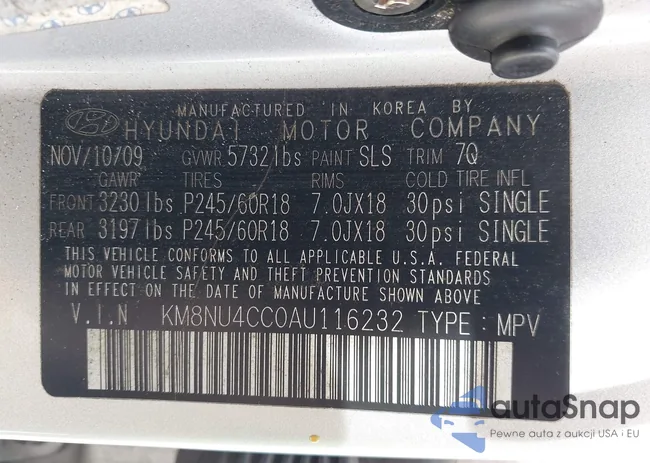 MANUFACTURED IN KOREA BY
HYUNDAI MOTOR COMPANY
NOV/10/09 GVWR 5732lbs PAINT SLS TRIM 7Q
GAWR TIRES RIMS COLD TIRE INFL
FRONT 3230 lbs P245/60R18 7.0JX18 30psi SINGLE
REAR 3197 lbs P245/60R18 7.0JX18 30psi SINGLE
THIS VEHICLE CONFORMS TO ALL APPLICABLE U.S.A. FEDERAL
MOTOR VEHICLE SAFETY AND THEFT PREVENTION STANDARDS
IN EFFECT ON THE DATE OF MANUFACTURE SHOWN ABOVE.
V.I.N KM8NU4CC0AU116232 TYPE : MPV
autaSnap
Pewne auta z aukcji USA i EU